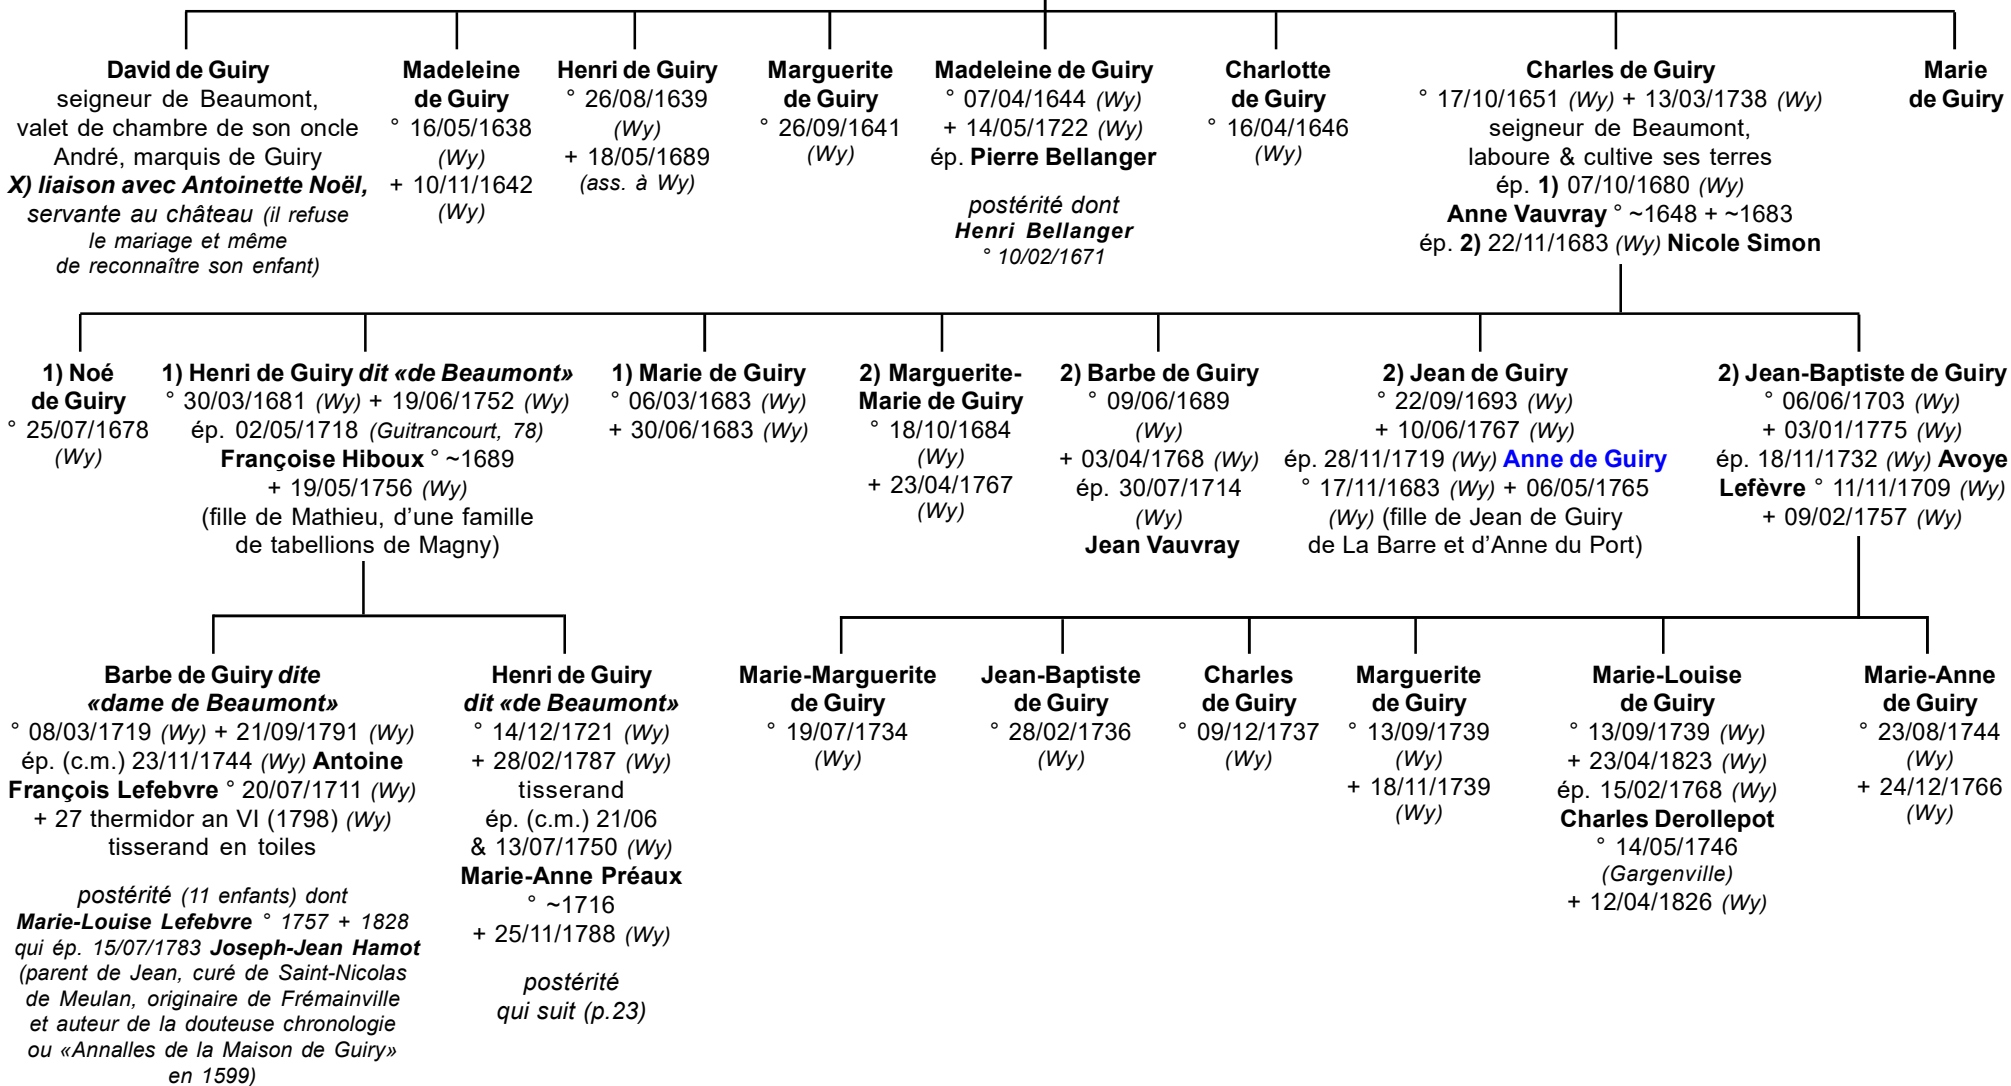 David de Guiry
seigneur de Beaumont,
valet de chambre de son oncle
André, marquis de Guiry
X) liaison avec Antoinette Noël,
servante au château (il refuse
le mariage et même
de reconnaître son enfant)
Madeleine
de Guiry
° 16/05/1638
(Wy)
+ 10/11/1642
(Wy)
Henri de Guiry
° 26/08/1639
(Wy)
+ 18/05/1689
(ass. à Wy)
Marguerite
de Guiry
° 26/09/1641
(Wy)
Madeleine de Guiry
° 07/04/1644 (Wy)
+ 14/05/1722 (Wy)
ép. Pierre Bellanger
postérité dont
Henri Bellanger
° 10/02/1671
Charlotte
de Guiry
° 16/04/1646
(Wy)
Charles de Guiry
° 17/10/1651 (Wy) + 13/03/1738 (Wy)
seigneur de Beaumont,
laboure & cultive ses terres
ép. 1) 07/10/1680 (Wy)
Anne Vauvray ° ~1648 + ~1683
ép. 2) 22/11/1683 (Wy) Nicole Simon
Marie
de Guiry
1) Noé
de Guiry
° 25/07/1678
(Wy)
1) Henri de Guiry dit «de Beaumont»
° 30/03/1681 (Wy) + 19/06/1752 (Wy)
ép. 02/05/1718 (Guitrancourt, 78)
Françoise Hiboux ° ~1689
+ 19/05/1756 (Wy)
(fille de Mathieu, d'une famille
de tabellions de Magny)
1) Marie de Guiry
° 06/03/1683 (Wy)
+ 30/06/1683 (Wy)
2) Marguerite-
Marie de Guiry
° 18/10/1684
(Wy)
+ 23/04/1767
(Wy)
2) Barbe de Guiry
° 09/06/1689
(Wy)
+ 03/04/1768 (Wy)
ép. 30/07/1714
(Wy)
Jean Vauvray
2) Jean de Guiry
° 22/09/1693 (Wy)
+ 10/06/1767 (Wy)
ép. 28/11/1719 (Wy) Anne de Guiry
° 17/11/1683 (Wy) + 06/05/1765
(Wy) (fille de Jean de Guiry
de La Barre et d'Anne du Port)
2) Jean-Baptiste de Guiry
° 06/06/1703 (Wy)
+ 03/01/1775 (Wy)
ép. 18/11/1732 (Wy) Avoye
Lefèvre ° 11/11/1709 (Wy)
+ 09/02/1757 (Wy)
Barbe de Guiry dite
«dame de Beaumont»
° 08/03/1719 (Wy) + 21/09/1791 (Wy)
ép. (c.m.) 23/11/1744 (Wy) Antoine
François Lefebvre ° 20/07/1711 (Wy)
+ 27 thermidor an VI (1798) (Wy)
tisserand en toiles
postérité (11 enfants) dont
Marie-Louise Lefebvre ° 1757 + 1828
qui ép. 15/07/1783 Joseph-Jean Hamot
(parent de Jean, curé de Saint-Nicolas
de Meulan, originaire de Frémainville
et auteur de la douteuse chronologie
ou «Annalles de la Maison de Guiry»
en 1599)
Henri de Guiry
dit «de Beaumont»
° 14/12/1721 (Wy)
+ 28/02/1787 (Wy)
tisserand
ép. (c.m.) 21/06
& 13/07/1750 (Wy)
Marie-Anne Préaux
° ~1716
+ 25/11/1788 (Wy)
postérité
qui suit (p.23)
Marie-Marguerite
de Guiry
° 19/07/1734
(Wy)
Jean-Baptiste
de Guiry
° 28/02/1736
(Wy)
Charles
de Guiry
° 09/12/1737
(Wy)
Marguerite
de Guiry
° 13/09/1739
(Wy)
+ 18/11/1739
(Wy)
Marie-Louise
de Guiry
° 13/09/1739 (Wy)
+ 23/04/1823 (Wy)
ép. 15/02/1768 (Wy)
Charles Derollepot
° 14/05/1746
(Gargenville)
+ 12/04/1826 (Wy)
Marie-Anne
de Guiry
° 23/08/1744
(Wy)
+ 24/12/1766
(Wy)